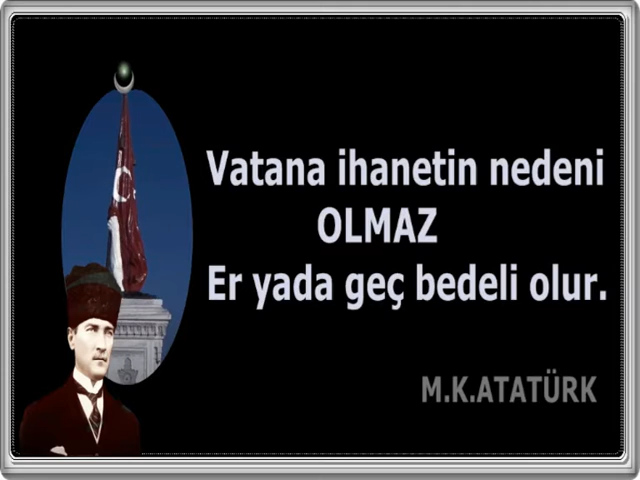 Vatana ihanetin nedeni
OLMAZ
Er yada geç bedeli olur.
M.K.ATATÜRK